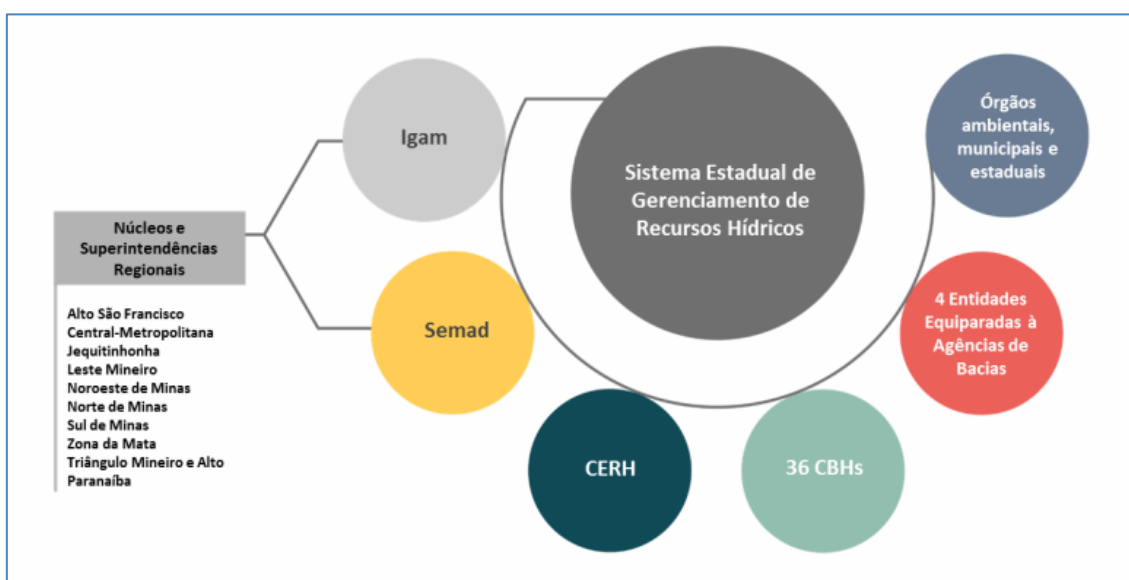 Igam
Sistema Estadual de
Gerenciamento de
Recursos Hídricos
Órgãos
ambientais,
municipais e
estaduais
Núcleos e
Superintendências
Regionais
Alto São Francisco
Central-Metropolitana
Jequitinhonha
Leste Mineiro
Noroeste de Minas
Norte de Minas
Sul de Minas
Zona da Mata
Triângulo Mineiro e Alto
Paranaíba
Semad
4 Entidades
Equiparadas à
Agências de
Bacias
CERH
36 CBHs